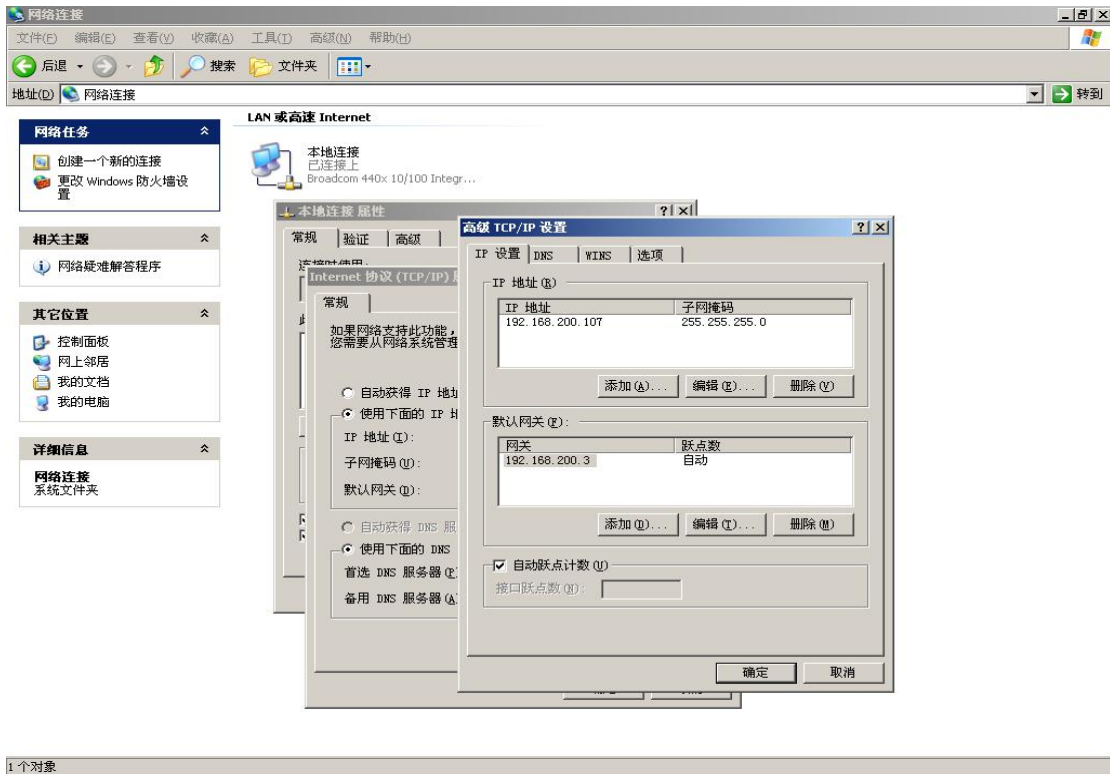 网络连接
文件(F) 编辑(E) 查看(V) 收藏(A) 工具(T) 高级(N) 帮助(H)
后退 搜索 文件夹
地址(D) 网络连接 转到
网络任务
创建一个新的连接
更改 Windows 防火墙设
置
相关主题
网络疑难解答程序
其它位置
控制面板
网上邻居
我的文档
我的电脑
详细信息
网络连接
系统文件夹
LAN 或高速 Internet
本地连接
已连接上
Broadcom 440x 10/100 Integr...
本地连接 属性
常规 验证 高级
Internet 协议 (TCP/IP)
常规
如果网络支持此功能，
您需要从网络系统管理
自动获得 IP 地址
使用下面的 IP
IP 地址(I):
子网掩码(U):
默认网关(D):
自动获得 DNS 服
使用下面的 DNS
首选 DNS 服务器(P)
备用 DNS 服务器(A)
高级 TCP/IP 设置
IP 设置 DNS WINS 选项
IP 地址(R)
IP 地址 子网掩码
192.168.200.107 255.255.255.0
添加(A)... 编辑(E)... 删除(V)
默认网关(F):
网关 跃点数
192.168.200.3 自动
添加(D)... 编辑(T)... 删除(M)
自动跃点计数(U)
接口跃点数(N):
确定 取消
1 个对象